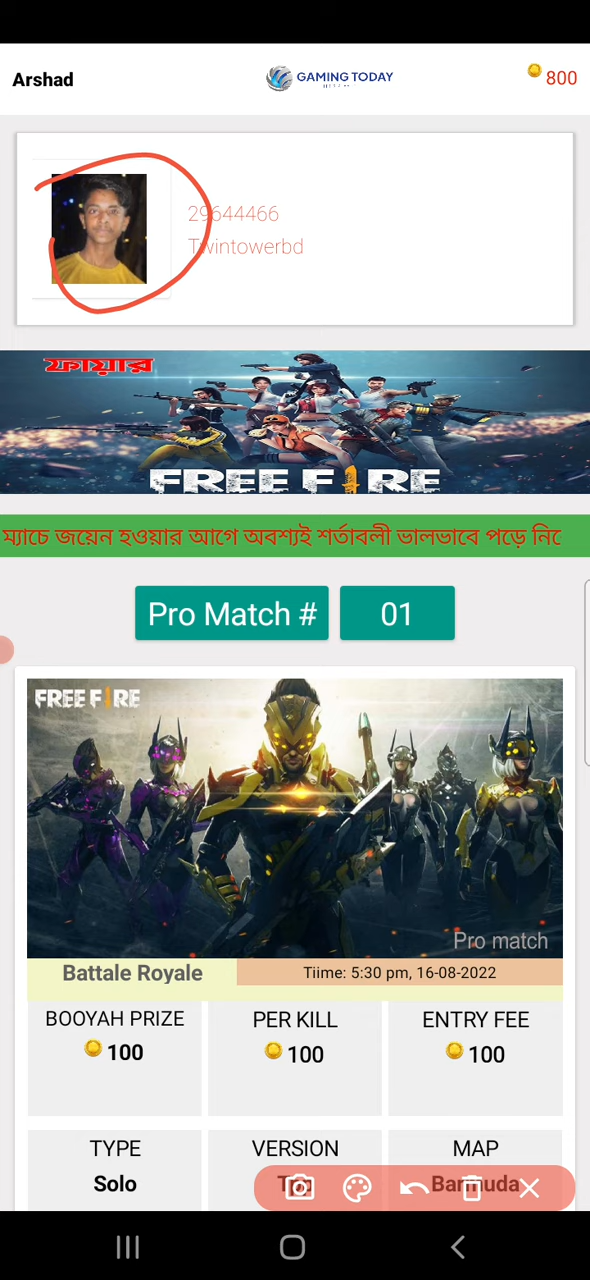 Arshad
GAMING TODAY
800
29644466
Twintowerbd
ফায়ার
FREE FIRE
ম্যাচে জয়েন হওয়ার আগে অবশ্যই শর্তাবলী ভালভাবে পড়ে নি
Pro Match #
01
FREE FIRE
Pro match
Battale Royale
Tiime: 5:30 pm, 16-08-2022
BOOYAH PRIZE
PER KILL
ENTRY FEE
100
100
100
TYPE
VERSION
MAP
Solo
Barmuda